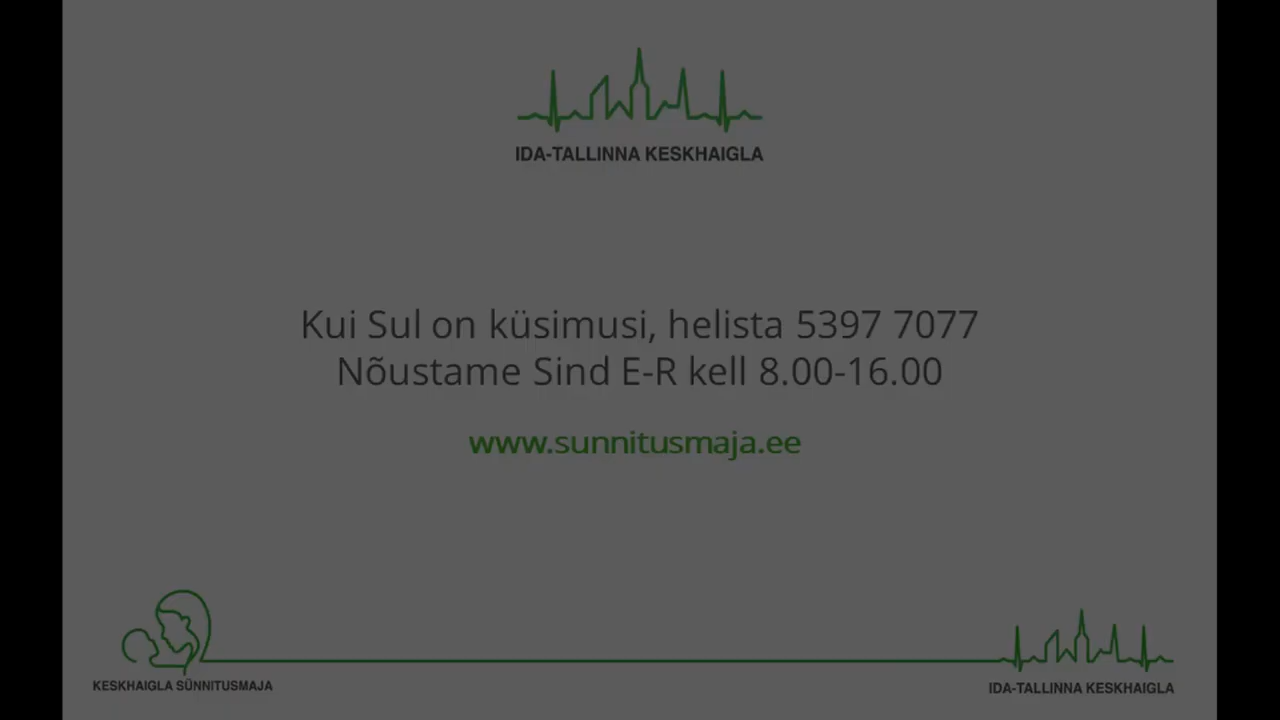 IDA-TALLINNA KESKHAIGLA
Kui Sul on küsimusi, helista 5397 7077
Nõustame Sind E-R kell 8.00-16.00
www.sunnitusmaja.ee
KESKHAIGLA SÜNNITUSMAJA
IDA-TALLINNA KESKHAIGLA